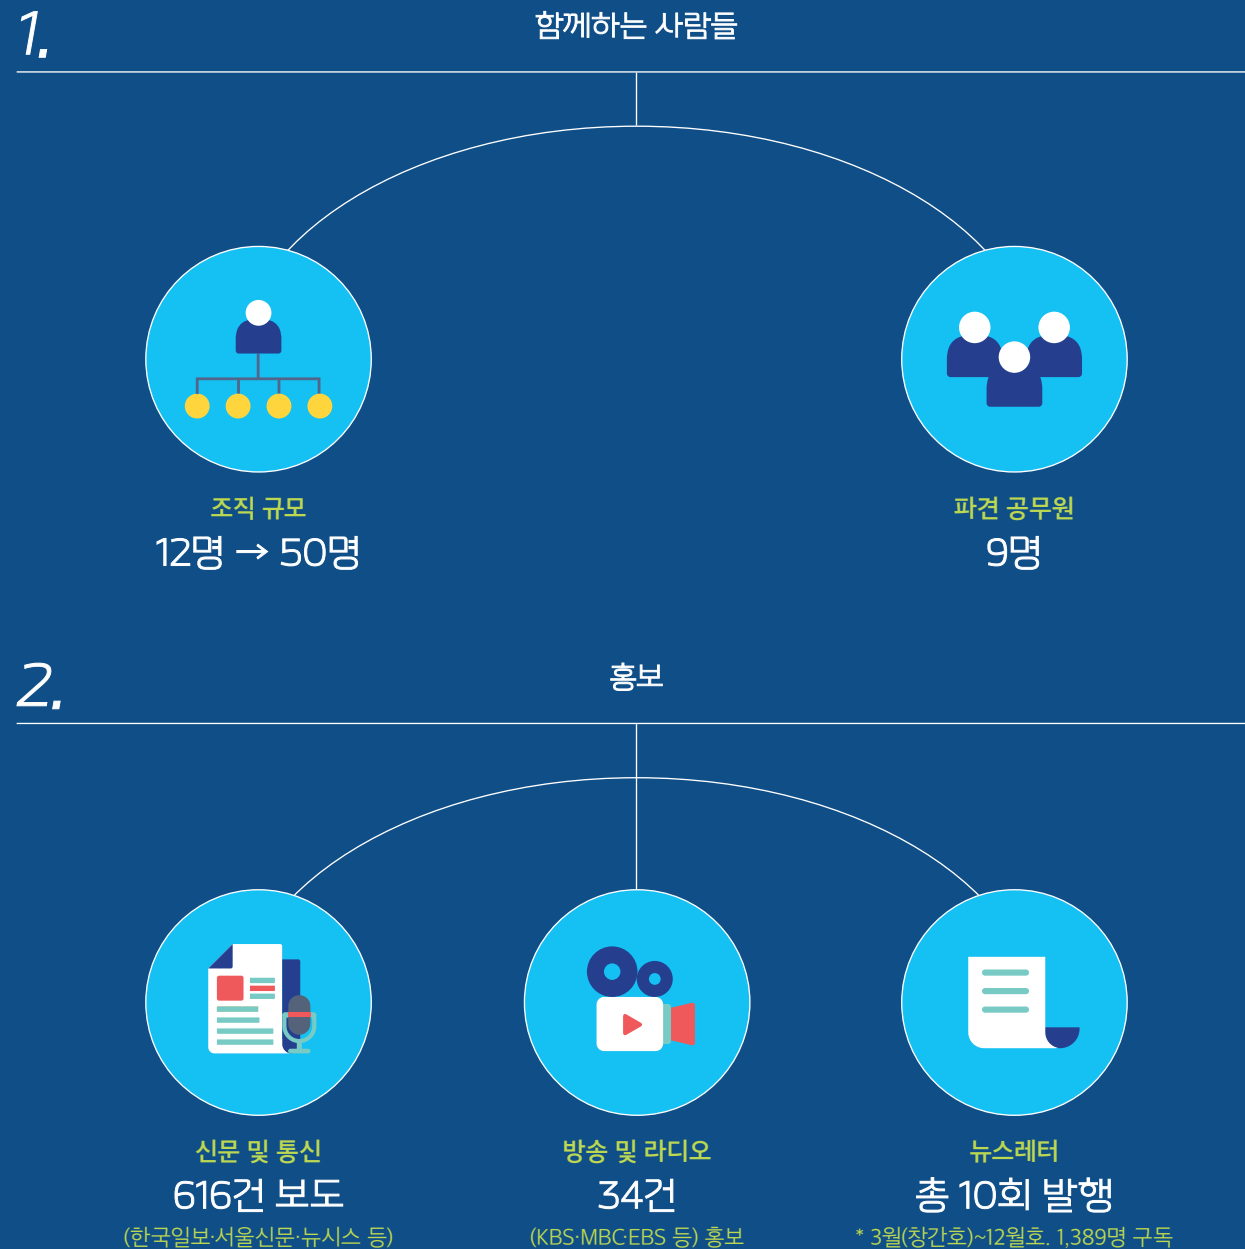 1.
함께하는 사람들
조직 규모
12명 → 50명
파견 공무원
9명
2.
홍보
신문 및 통신
616건 보도
(한국일보·서울신문·뉴시스 등)
방송 및 라디오
34건
(KBS·MBC·EBS 등) 홍보
뉴스레터
총 10회 발행
* 3월(창간호)~12월호. 1,389명 구독